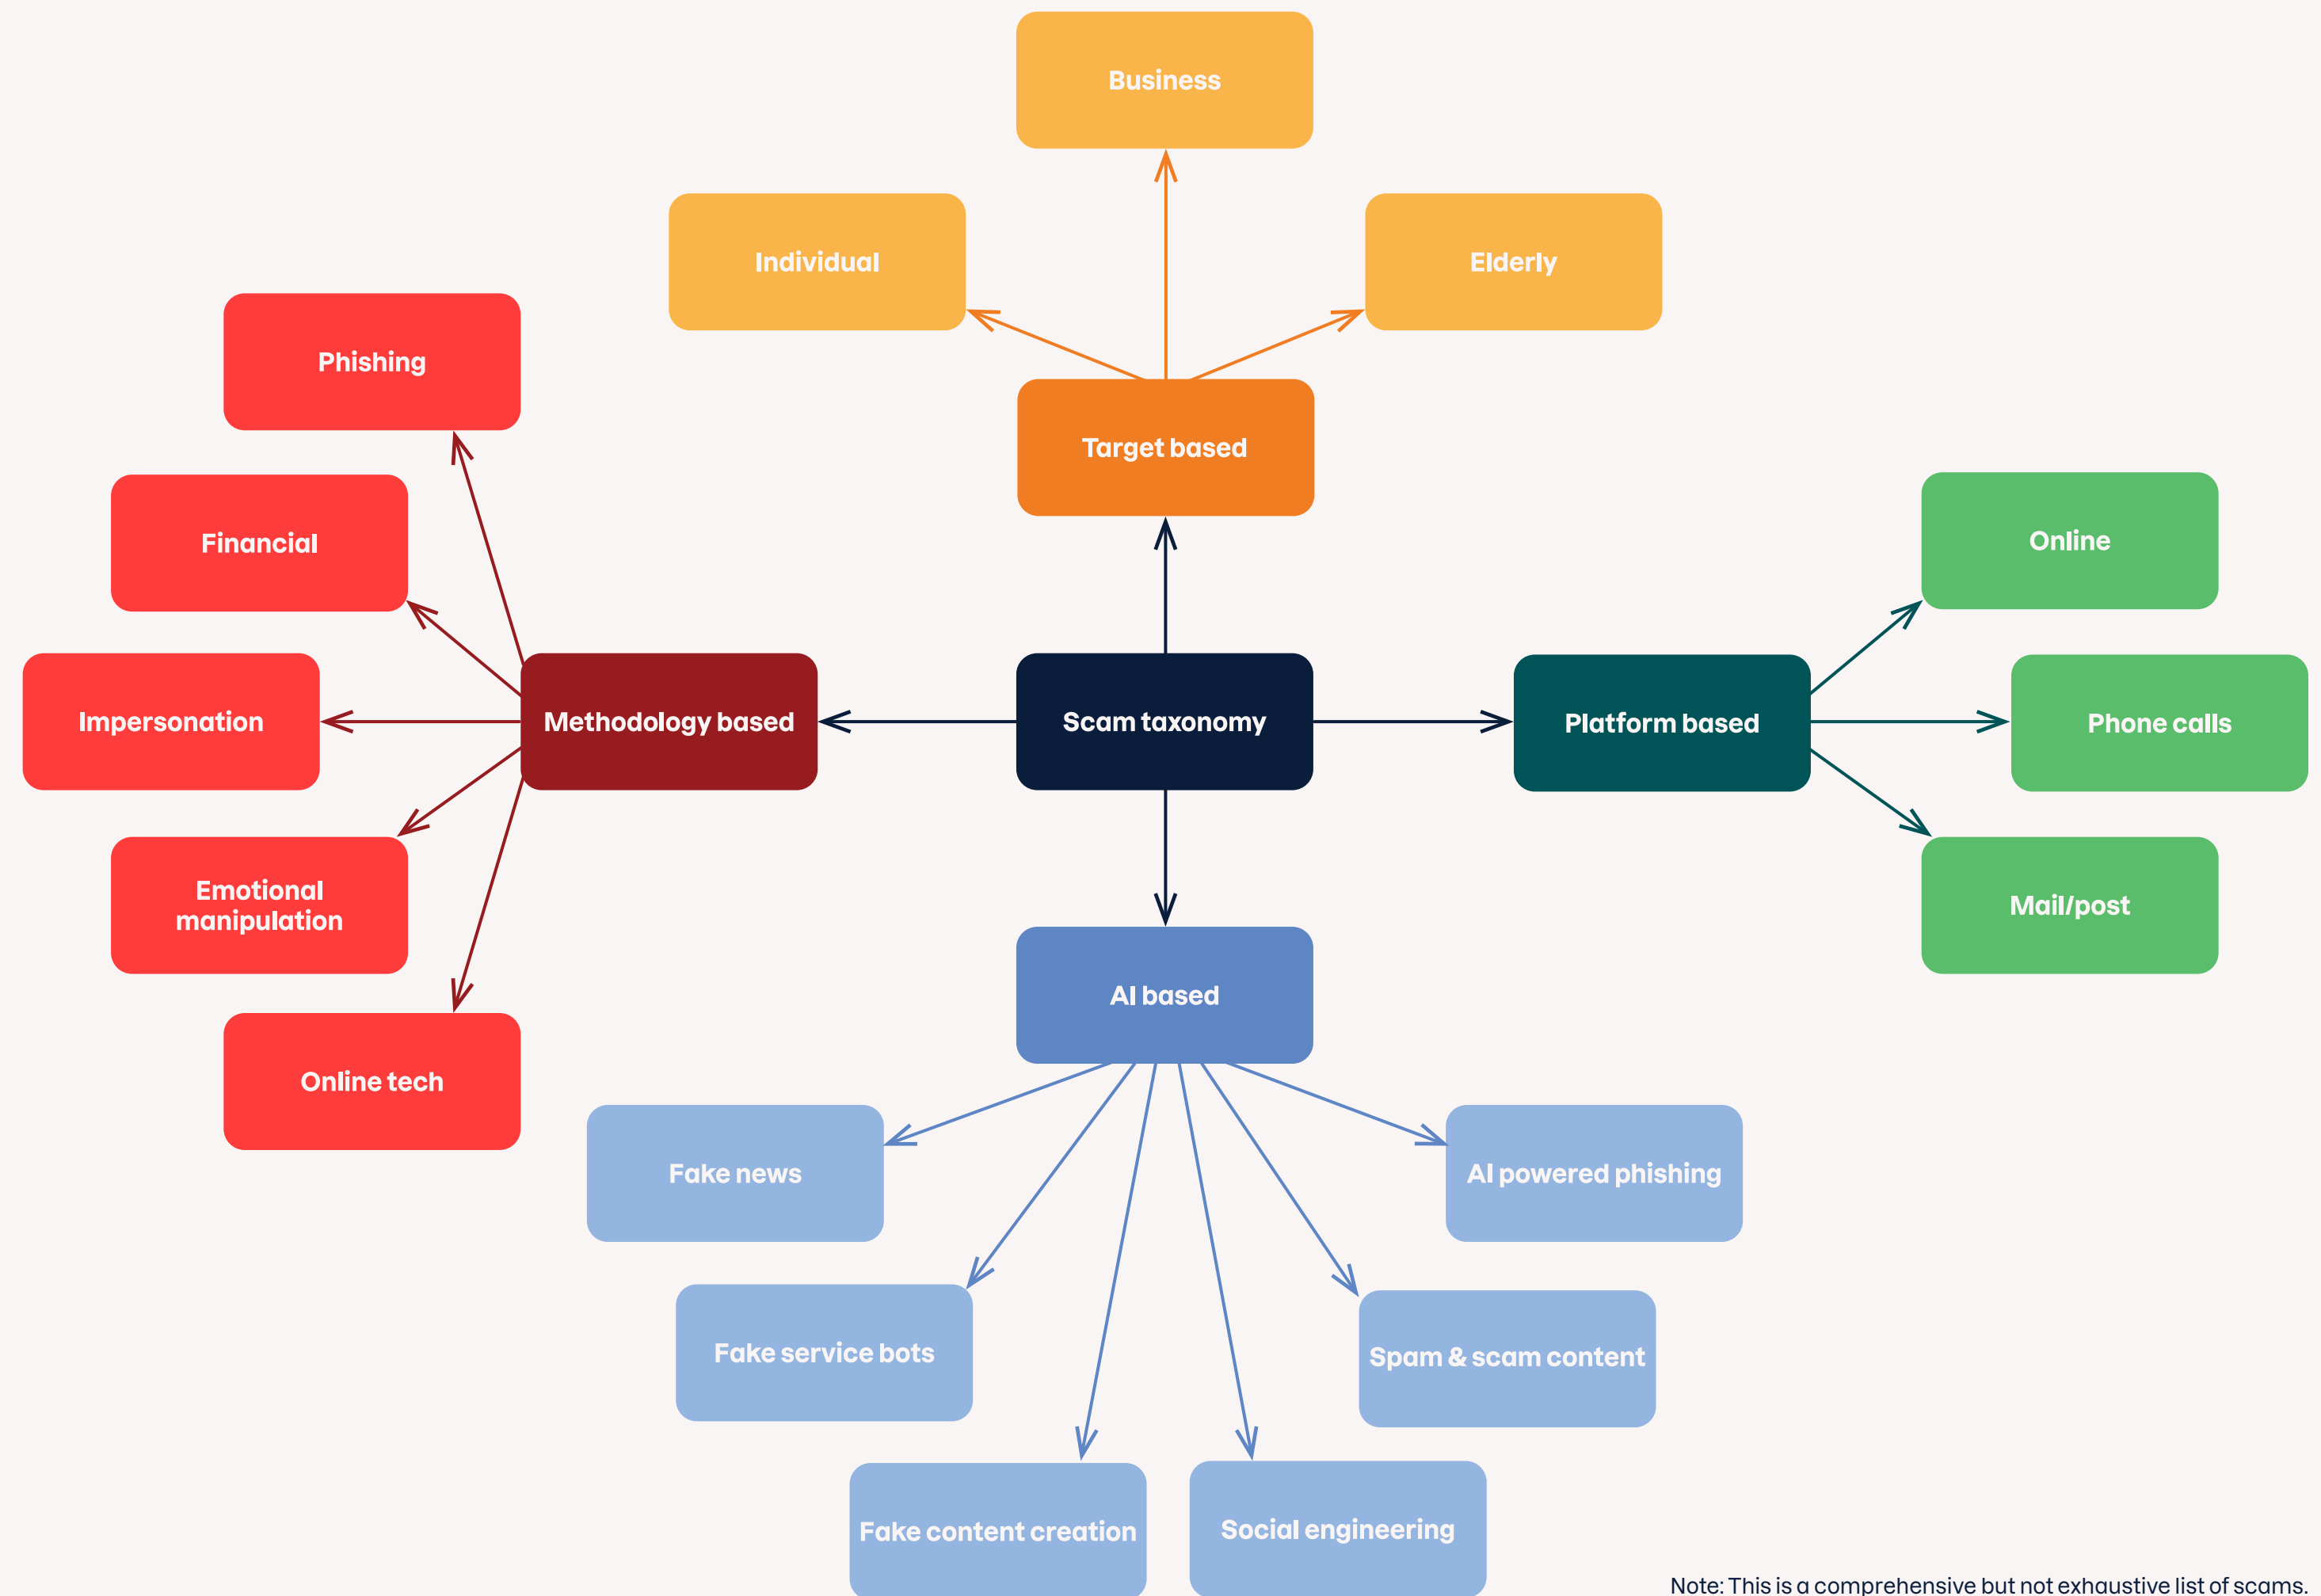 Business
Individual
Elderly
Target based
Phishing
Financial
Impersonation
Emotional
manipulation
Online tech
Methodology based
Scam taxonomy
Platform based
Online
Phone calls
Mail/post
AI based
Fake news
Fake service bots
Fake content creation
Social engineering
Spam & scam content
AI powered phishing
Note: This is a comprehensive but not exhaustive list of scams.